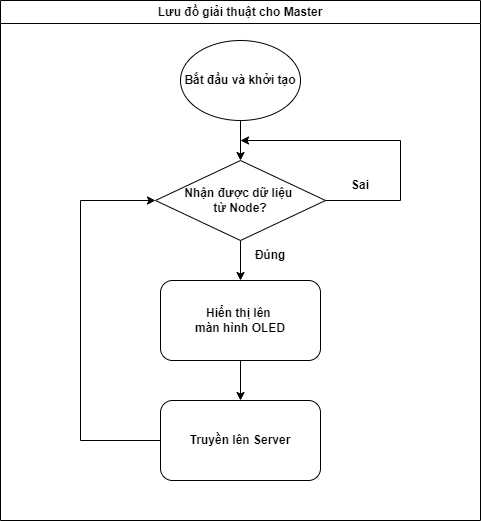 Lưu đồ giải thuật cho Master
Bắt đầu và khởi tạo
Nhận được dữ liệu
từ Node?
Sai
Đúng
Hiển thị lên
màn hình OLED
Truyền lên Server